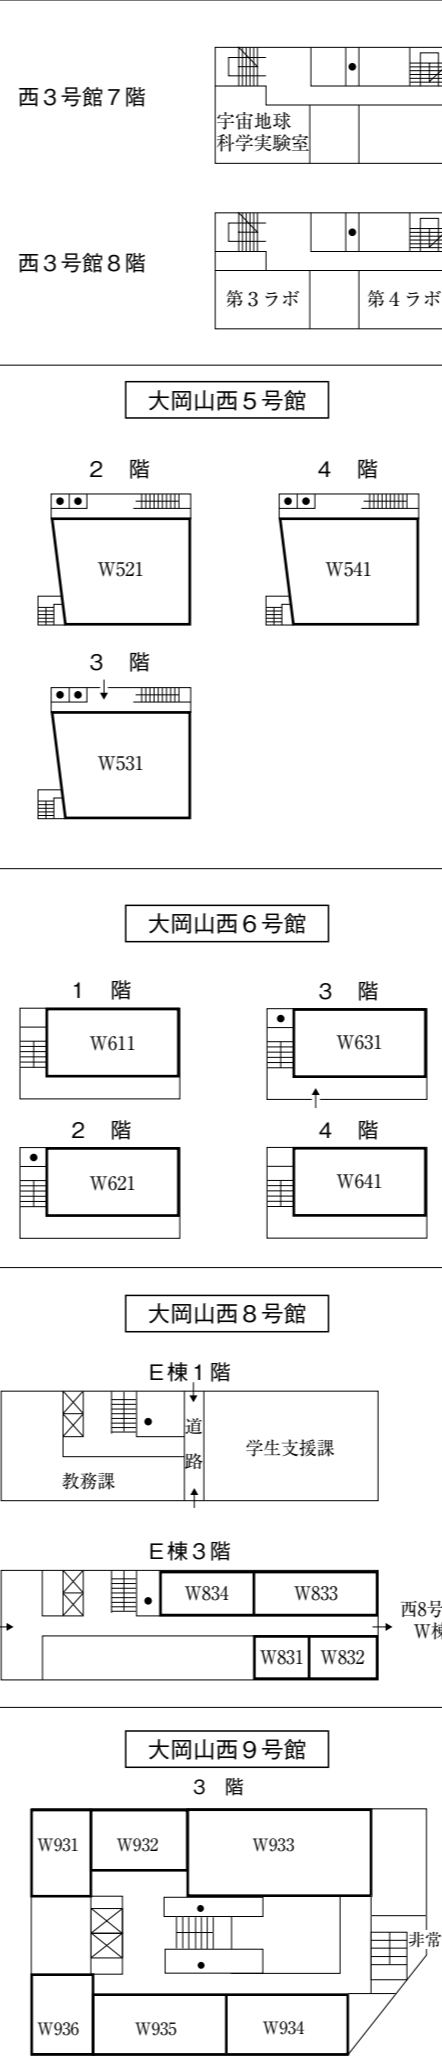 西３号館７階
宇宙地球
科学実験室
西３号館８階
第３ラボ
第４ラボ
大岡山西５号館
２　階
４　階
W521
W541
３　階
W531
大岡山西６号館
１　階
３　階
W611
W631
２　階
４　階
W621
W641
大岡山西８号館
Ｅ棟１階
道
路
学生支援課
教務課
Ｅ棟３階
W834
W833
西8号
W棟
W831
W832
大岡山西９号館
３　階
W931
W932
W933
非常
W936
W935
W934